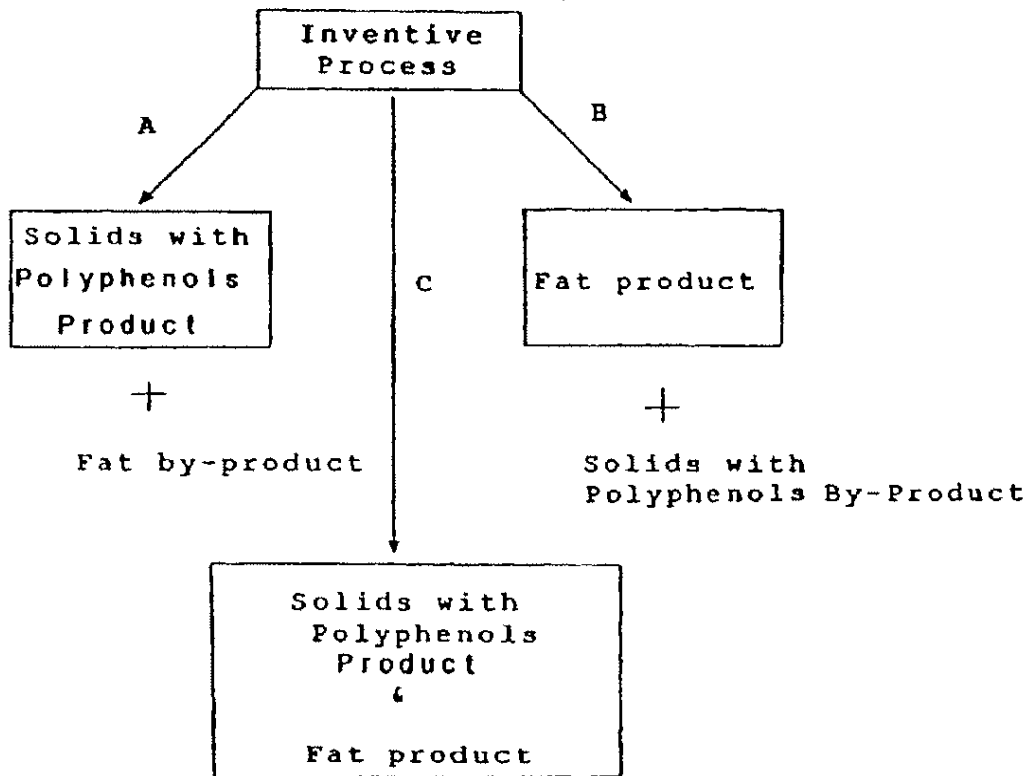 Inventive
Process
A
B
Solids with
Polyphenols
Product
C
Fat product
+
+
Fat by-product
Solids with
Polyphenols By-Product
Solids with
Polyphenols
Product
Fat product